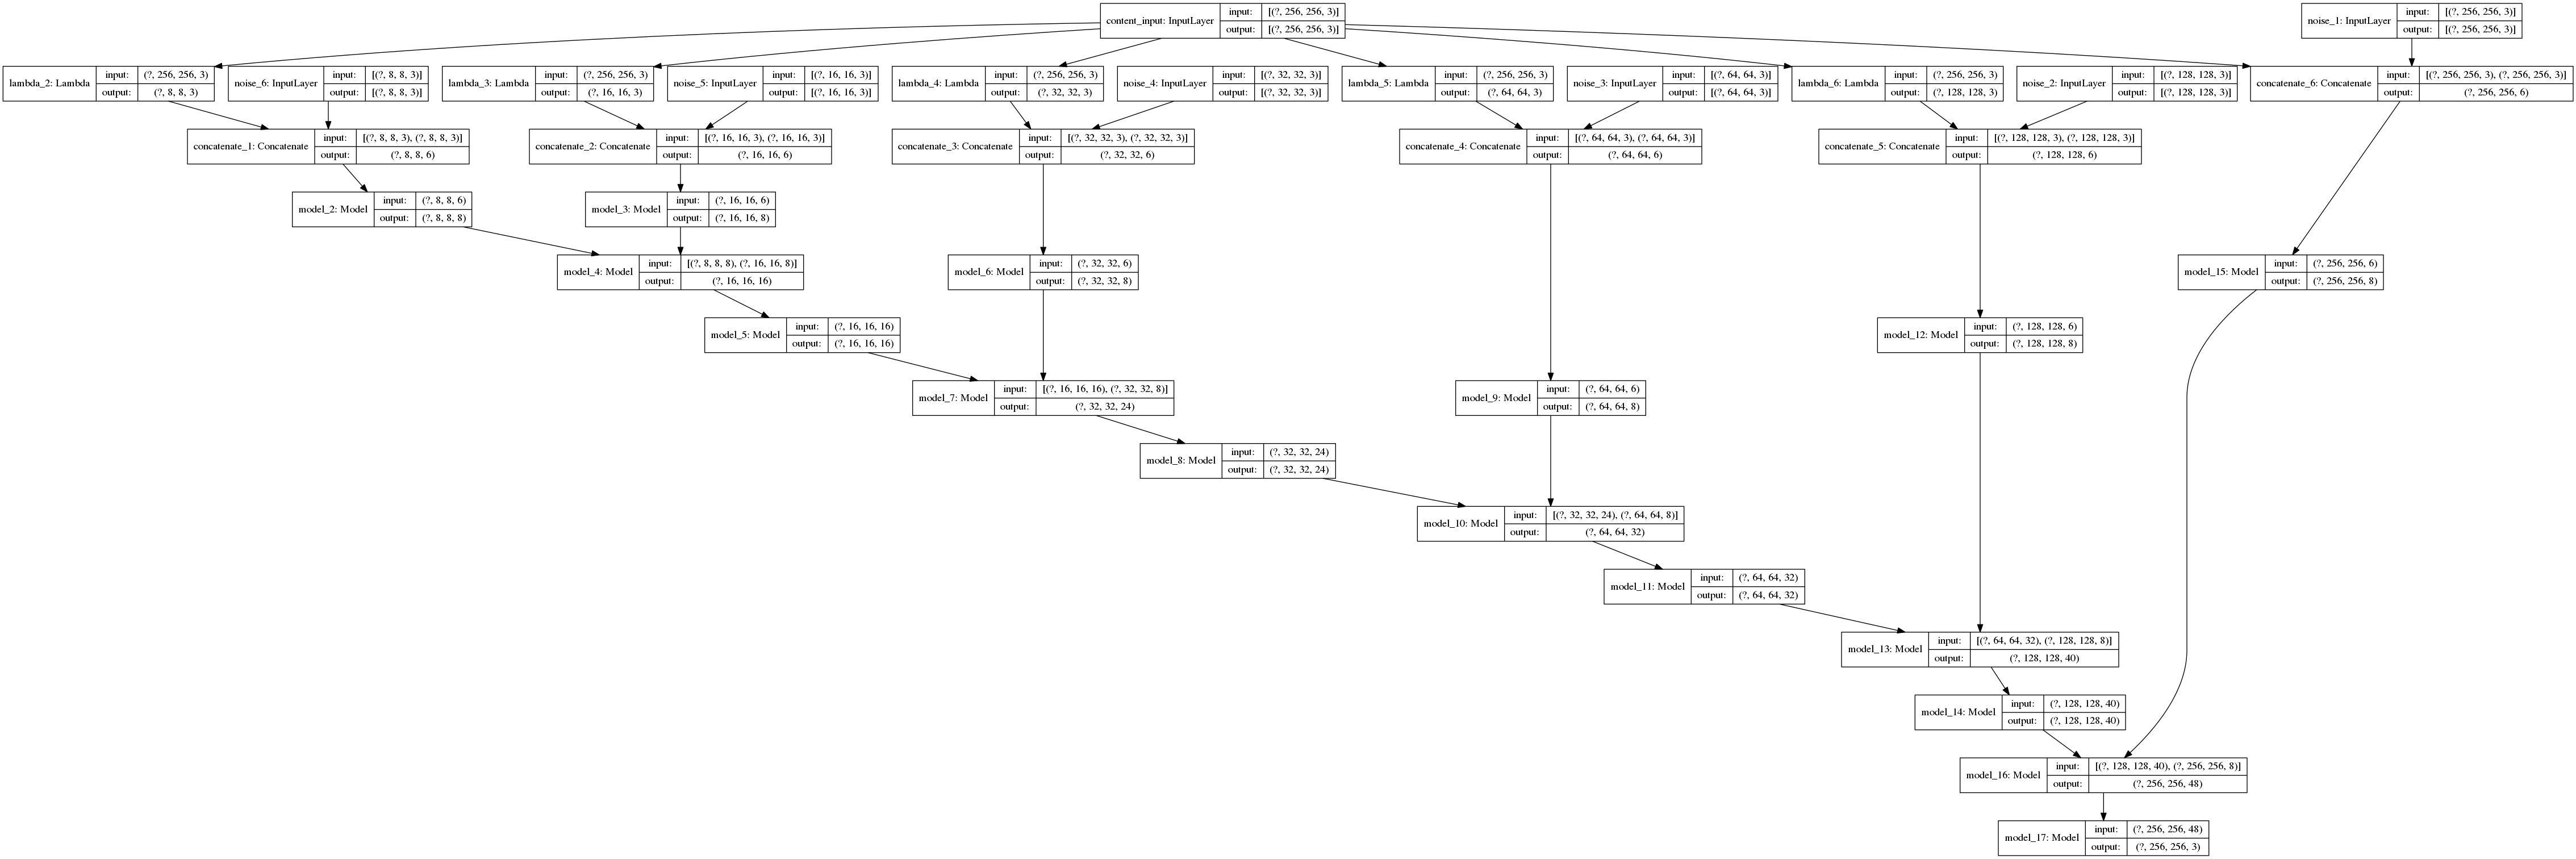 content_input: InputLayer
input: [(?, 256, 256, 3)]
output: [(?, 256, 256, 3)]
noise_1: InputLayer
input: [(?, 256, 256, 3)]
output: [(?, 256, 256, 3)]
lambda_2: Lambda
input: (?, 256, 256, 3)
output: (?, 8, 8, 3)
noise_6: InputLayer
input: [(?, 8, 8, 3)]
output: [(?, 8, 8, 3)]
lambda_3: Lambda
input: (?, 256, 256, 3)
output: (?, 16, 16, 3)
noise_5: InputLayer
input: [(?, 16, 16, 3)]
output: [(?, 16, 16, 3)]
lambda_4: Lambda
input: (?, 256, 256, 3)
output: (?, 32, 32, 3)
noise_4: InputLayer
input: [(?, 32, 32, 3)]
output: [(?, 32, 32, 3)]
lambda_5: Lambda
input: (?, 256, 256, 3)
output: (?, 64, 64, 3)
noise_3: InputLayer
input: [(?, 64, 64, 3)]
output: [(?, 64, 64, 3)]
lambda_6: Lambda
input: (?, 256, 256, 3)
output: (?, 128, 128, 3)
noise_2: InputLayer
input: [(?, 128, 128, 3)]
output: [(?, 128, 128, 3)]
concatenate_6: Concatenate
input: [(?, 256, 256, 3), (?, 256, 256, 3)]
output: (?, 256, 256, 6)
concatenate_1: Concatenate
input: [(?, 8, 8, 3), (?, 8, 8, 3)]
output: (?, 8, 8, 6)
concatenate_2: Concatenate
input: [(?, 16, 16, 3), (?, 16, 16, 3)]
output: (?, 16, 16, 6)
concatenate_3: Concatenate
input: [(?, 32, 32, 3), (?, 32, 32, 3)]
output: (?, 32, 32, 6)
concatenate_4: Concatenate
input: [(?, 64, 64, 3), (?, 64, 64, 3)]
output: (?, 64, 64, 6)
concatenate_5: Concatenate
input: [(?, 128, 128, 3), (?, 128, 128, 3)]
output: (?, 128, 128, 6)
model_2: Model
input: (?, 8, 8, 6)
output: (?, 8, 8, 8)
model_3: Model
input: (?, 16, 16, 6)
output: (?, 16, 16, 8)
model_4: Model
input: [(?, 8, 8, 8), (?, 16, 16, 8)]
output: (?, 16, 16, 16)
model_6: Model
input: (?, 32, 32, 6)
output: (?, 32, 32, 8)
model_15: Model
input: (?, 256, 256, 6)
output: (?, 256, 256, 8)
model_5: Model
input: (?, 16, 16, 16)
output: (?, 16, 16, 16)
model_12: Model
input: (?, 128, 128, 6)
output: (?, 128, 128, 8)
model_7: Model
input: [(?, 16, 16, 16), (?, 32, 32, 8)]
output: (?, 32, 32, 24)
model_9: Model
input: (?, 64, 64, 6)
output: (?, 64, 64, 8)
model_8: Model
input: (?, 32, 32, 24)
output: (?, 32, 32, 24)
model_10: Model
input: [(?, 32, 32, 24), (?, 64, 64, 8)]
output: (?, 64, 64, 32)
model_11: Model
input: (?, 64, 64, 32)
output: (?, 64, 64, 32)
model_13: Model
input: [(?, 64, 64, 32), (?, 128, 128, 8)]
output: (?, 128, 128, 40)
model_14: Model
input: (?, 128, 128, 40)
output: (?, 128, 128, 40)
model_16: Model
input: [(?, 128, 128, 40), (?, 256, 256, 8)]
output: (?, 256, 256, 48)
model_17: Model
input: (?, 256, 256, 48)
output: (?, 256, 256, 3)